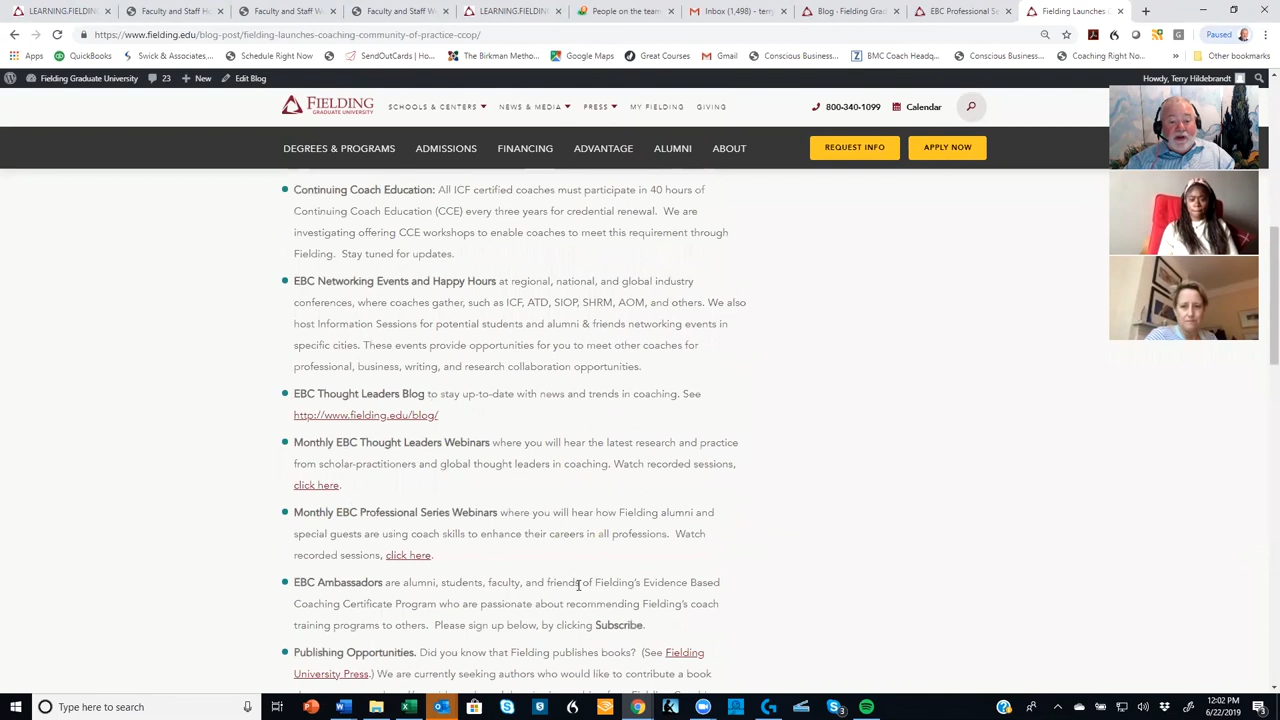 LEARNING.FIELDING
Faculty and Staff H
Faculty and Staff W
Faculty and Staff W
LEARNING.FIELDING
People on the team
Inbox (1,498) - terry
Blog - Fielding Grad
EBC Professional Se
Fielding Launches C
https://www.fielding.edu/blog-post/fielding-launches-coaching-community-of-practice-ccop/
Paused
Apps
QuickBooks
Swick & Associates,...
Schedule Right Now
SendOutCards | Ho...
The Birkman Metho...
Google Maps
Great Courses
Gmail
Conscious Business...
BMC Coach Headq...
Conscious Business...
Coaching Right No...
»
Other bookmarks
Fielding Graduate University
23
+ New
Edit Blog
Howdy, Terry Hildebrandt
FIELDING
GRADUATE UNIVERSITY
SCHOOLS & CENTERS
NEWS & MEDIA
PRESS
MY FIELDING
GIVING
800-340-1099
Calendar
DEGREES & PROGRAMS
ADMISSIONS
FINANCING
ADVANTAGE
ALUMNI
ABOUT
REQUEST INFO
APPLY NOW
Continuing Coach Education: All ICF certified coaches must participate in 40 hours of
Continuing Coach Education (CCE) every three years for credential renewal. We are
investigating offering CCE workshops to enable coaches to meet this requirement through
Fielding. Stay tuned for updates.
EBC Networking Events and Happy Hours at regional, national, and global industry
conferences, where coaches gather, such as ICF, ATD, SIOP, SHRM, AOM, and others. We also
host Information Sessions for potential students and alumni & friends networking events in
specific cities. These events provide opportunities for you to meet other coaches for
professional, business, writing, and research collaboration opportunities.
EBC Thought Leaders Blog to stay up-to-date with news and trends in coaching. See
http://www.fielding.edu/blog/
Monthly EBC Thought Leaders Webinars where you will hear the latest research and practice
from scholar-practitioners and global thought leaders in coaching. Watch recorded sessions,
click here.
Monthly EBC Professional Series Webinars where you will hear how Fielding alumni and
special guests are using coach skills to enhance their careers in all professions. Watch
recorded sessions, click here.
EBC Ambassadors are alumni, students, faculty, and friends of Fielding's Evidence Based
Coaching Certificate Program who are passionate about recommending Fielding's coach
training programs to others. Please sign up below, by clicking Subscribe.
Publishing Opportunities. Did you know that Fielding publishes books? (See Fielding
University Press.) We are currently seeking authors who would like to contribute a book
Type here to search
12:02 PM
6/22/2019